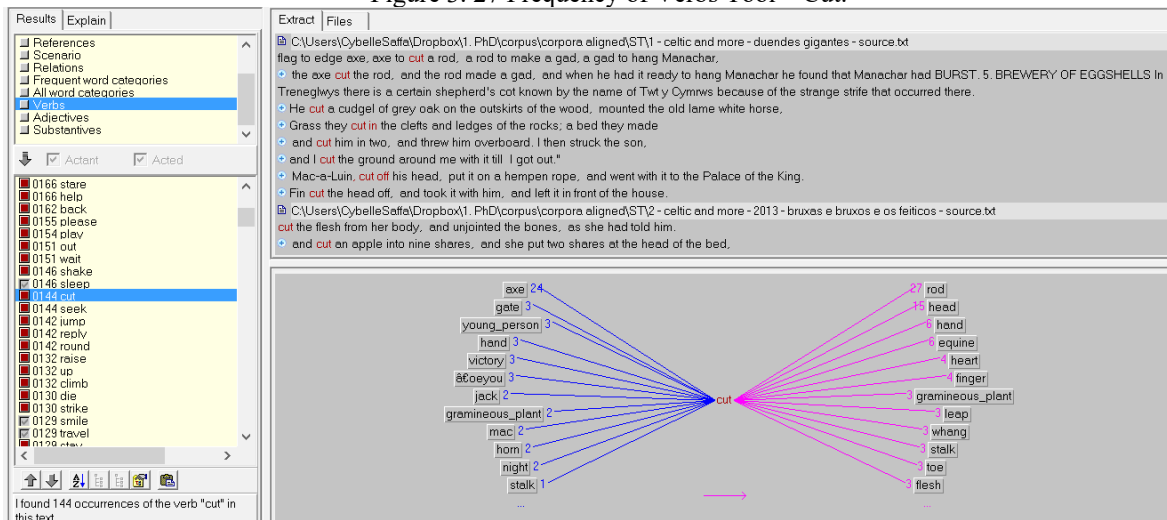 Figure 3. 27 Frequency of Verbs Tool – Cut.
Results Explain
References
Scenario
Relations
Frequent word categories
All word categories
Verbs
Adjectives
Substantives
Actant Acted
0166 stare
0166 help
0162 back
0155 please
0154 play
0151 out
0151 wait
0146 shake
0146 sleep
0144 cut
0144 seek
0142 jump
0142 reply
0142 round
0132 raise
0132 up
0132 climb
0130 die
0130 strike
0129 smile
0129 travel
0129 stay
I found 144 occurrences of the verb "cut" in
this text
Extract Files
C:\Users\CybelleSaffa\Dropbox\1. PhD\corpus\corpora aligned\ST\1 - celtic and more - duendes gigantes - source.txt
flag to edge axe, axe to cut a rod, a rod to make a gad, a gad to hang Manachar,
the axe cut the rod, and the rod made a gad, and when he had it ready to hang Manachar he found that Manachar had BURST. 5. BREWERY OF EGGSHELLS In
Treneglwys there is a certain shepherd's cot known by the name of Twt y Cymrws because of the strange strife that occurred there.
He cut a cudgel of grey oak on the outskirts of the wood, mounted the old lame white horse,
Grass they cut in the clefts and ledges of the rocks; a bed they made
and cut him in two, and threw him overboard. I then struck the son,
and I cut the ground around me with it till I got out."
Mac-a-Luin, cut off his head, put it on a hempen rope, and went with it to the Palace of the King.
Fin cut the head off, and took it with him, and left it in front of the house.
C:\Users\CybelleSaffa\Dropbox\1. PhD\corpus\corpora aligned\ST\2 - celtic and more - 2013 - bruxas e bruxos e os feiticos - source.txt
cut the flesh from her body, and unjointed the bones, as she had told him.
and cut an apple into nine shares, and she put two shares at the head of the bed,
axe 24
gate 3
young_person 3
hand 3
victory 3
â€oeyou 3
jack 2
gramineous_plant 2
mac 2
horn 2
night 2
stalk 1
...
cut
27 rod
15 head
6 hand
6 equine
4 heart
4 finger
3 gramineous_plant
3 leap
3 whang
3 stalk
3 toe
3 flesh
...